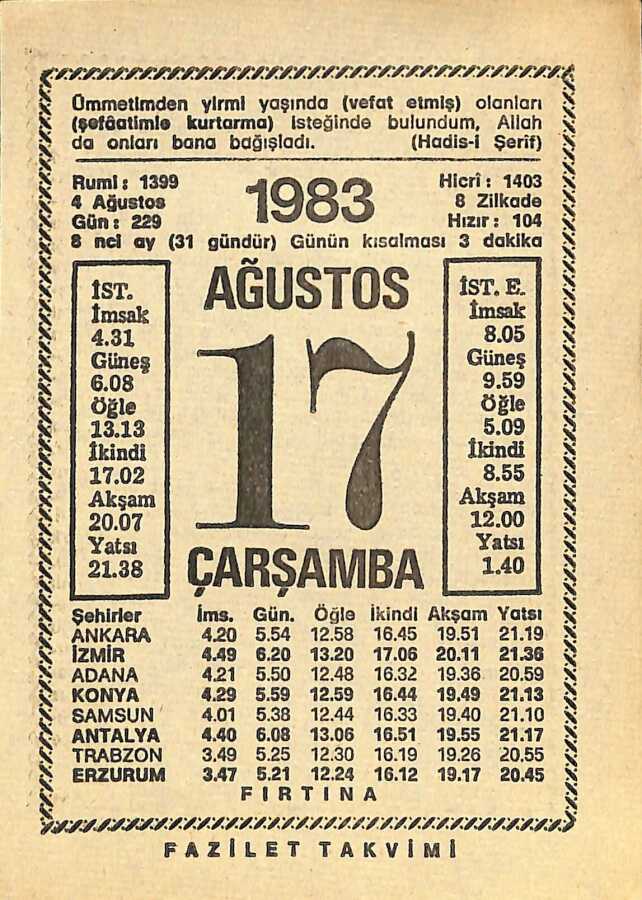 Ümmetimden yirmi yaşında (vefat etmiş) olanları
(şefâatimle kurtarma) isteğinde bulundum, Allah
da onları bana bağışladı. (Hadis-i Şerif)
Rumi: 1399 1983 Hicrî: 1403
4 Ağustos 8 Zilkade
Gün: 229 Hızır: 104
8 nci ay (31 gündür) Günün kısalması 3 dakika
İST.
İmsak
4.31
Güneş
6.08
Öğle
13.13
İkindi
17.02
Akşam
20.07
Yatsı
21.38
AĞUSTOS
17
ÇARŞAMBA
İST. E.
İmsak
8.05
Güneş
9.59
Öğle
5.09
İkindi
8.55
Akşam
12.00
Yatsı
1.40
Şehirler İms. Gün. Öğle İkindi Akşam Yatsı
ANKARA 4.20 5.54 12.58 16.45 19.51 21.19
İZMİR 4.49 6.20 13.20 17.06 20.11 21.36
ADANA 4.21 5.50 12.48 16.32 19.36 20.59
KONYA 4.29 5.59 12.59 16.44 19.49 21.13
SAMSUN 4.01 5.38 12.44 16.33 19.40 21.10
ANTALYA 4.40 6.08 13.06 16.51 19.55 21.17
TRABZON 3.49 5.25 12.30 16.19 19.26 20.55
ERZURUM 3.47 5.21 12.24 16.12 19.17 20.45
FIRTINA
FAZİLET TAKVİMİ